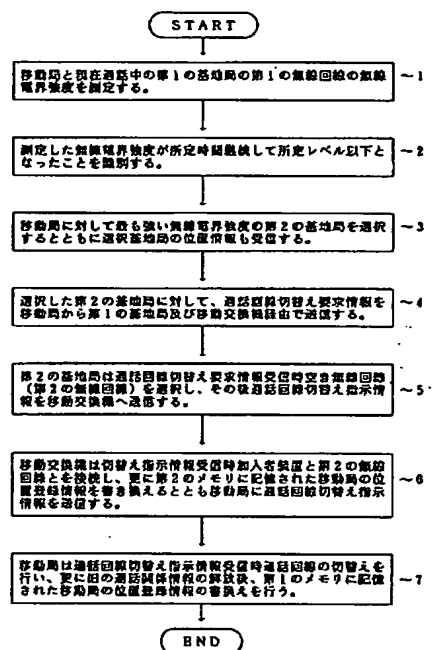 START
移動局と現在通話中の第1の基地局の第1の無線回線の無線
電界強度を測定する。
~1
測定した無線電界強度が所定時間継続して所定レベル以下と
なったことを識別する。
~2
移動局に対して最も強い無線電界強度の第2の基地局を選択
するとともに選択基地局の位置情報も受信する。
~3
選択した第2の基地局に対して、通話回線切替え要求情報を
移動局から第1の基地局及び移動交換機経由で送信する。
~4
第2の基地局は通話回線切替え要求情報受信時空き無線回線
(第2の無線回線)を選択し、その後通話回線切替え指示情
報を移動交換機へ送信する。
~5
移動交換機は切替え指示情報受信時加入者装置と第2の無線
回線とを接続し、更に第2のメモリに記憶された移動局の位
置登録情報を書き換えるととも移動局に通話回線切替え指示
情報を送信する。
~6
移動局は通話回線切替え指示情報受信時通話回線の切替えを
行い、更に旧の通話関係情報の解放後、第1のメモリに記憶
された移動局の位置登録情報の書換えを行う。
~7
END